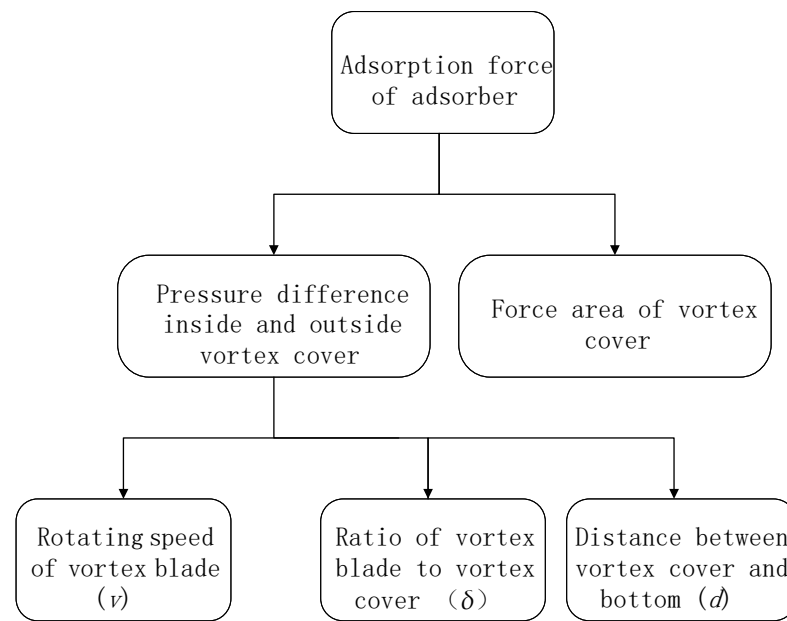 Adsorption force
of adsorber
Pressure difference
inside and outside
vortex cover
Force area of vortex
cover
Rotating speed
of vortex blade
(v)
Ratio of vortex
blade to vortex
cover （δ）
Distance between
vortex cover and
bottom (d)